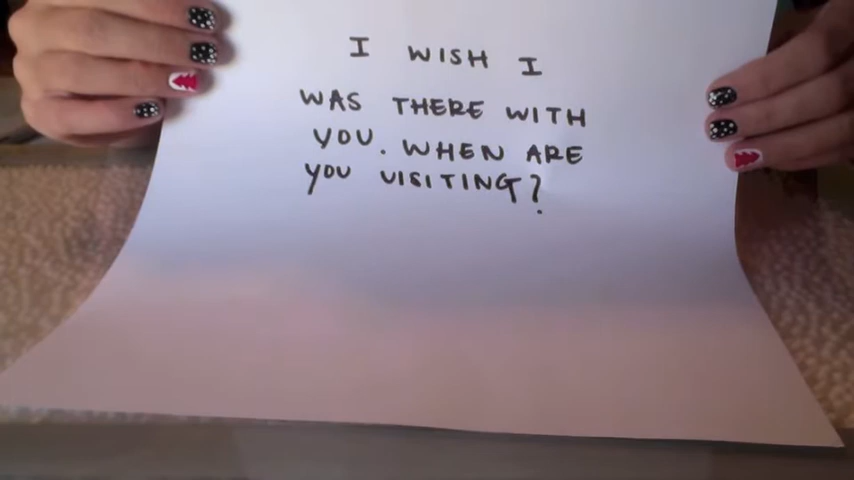 I WISH I
WAS THERE WITH
YOU. WHEN ARE
YOU VISITING?